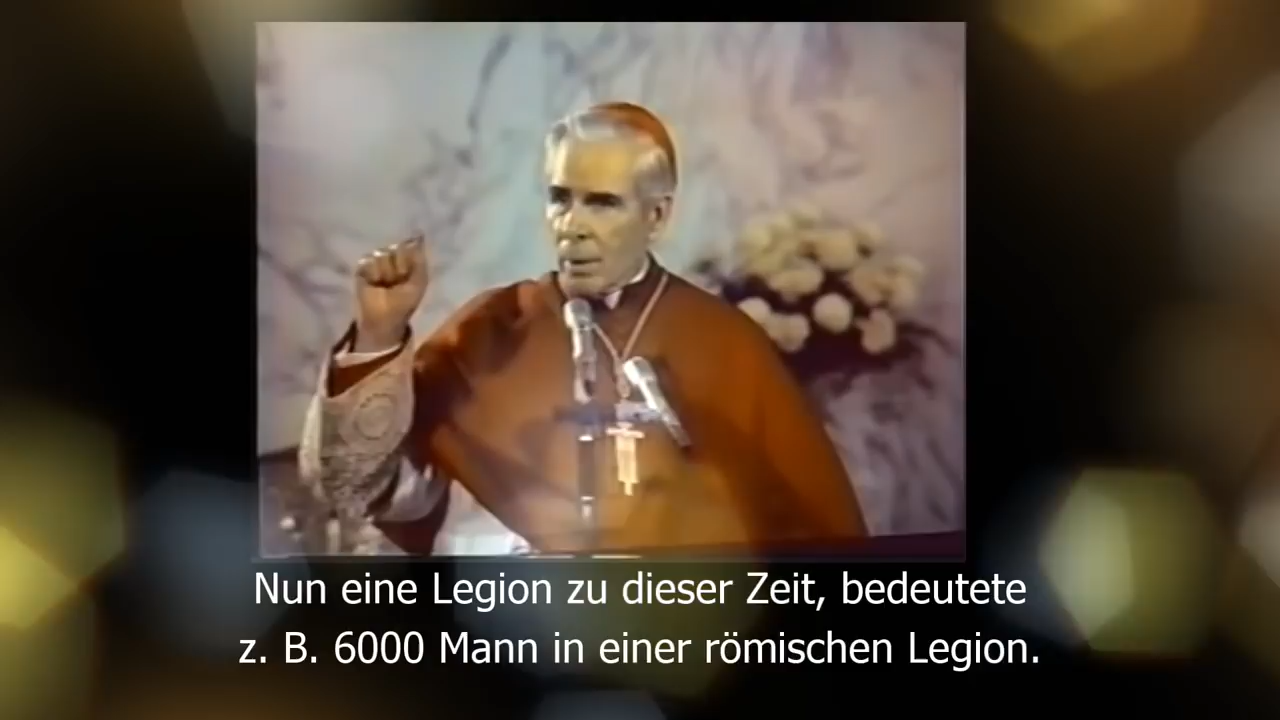 Nun eine Legion zu dieser Zeit, bedeutete
z. B. 6000 Mann in einer römischen Legion.